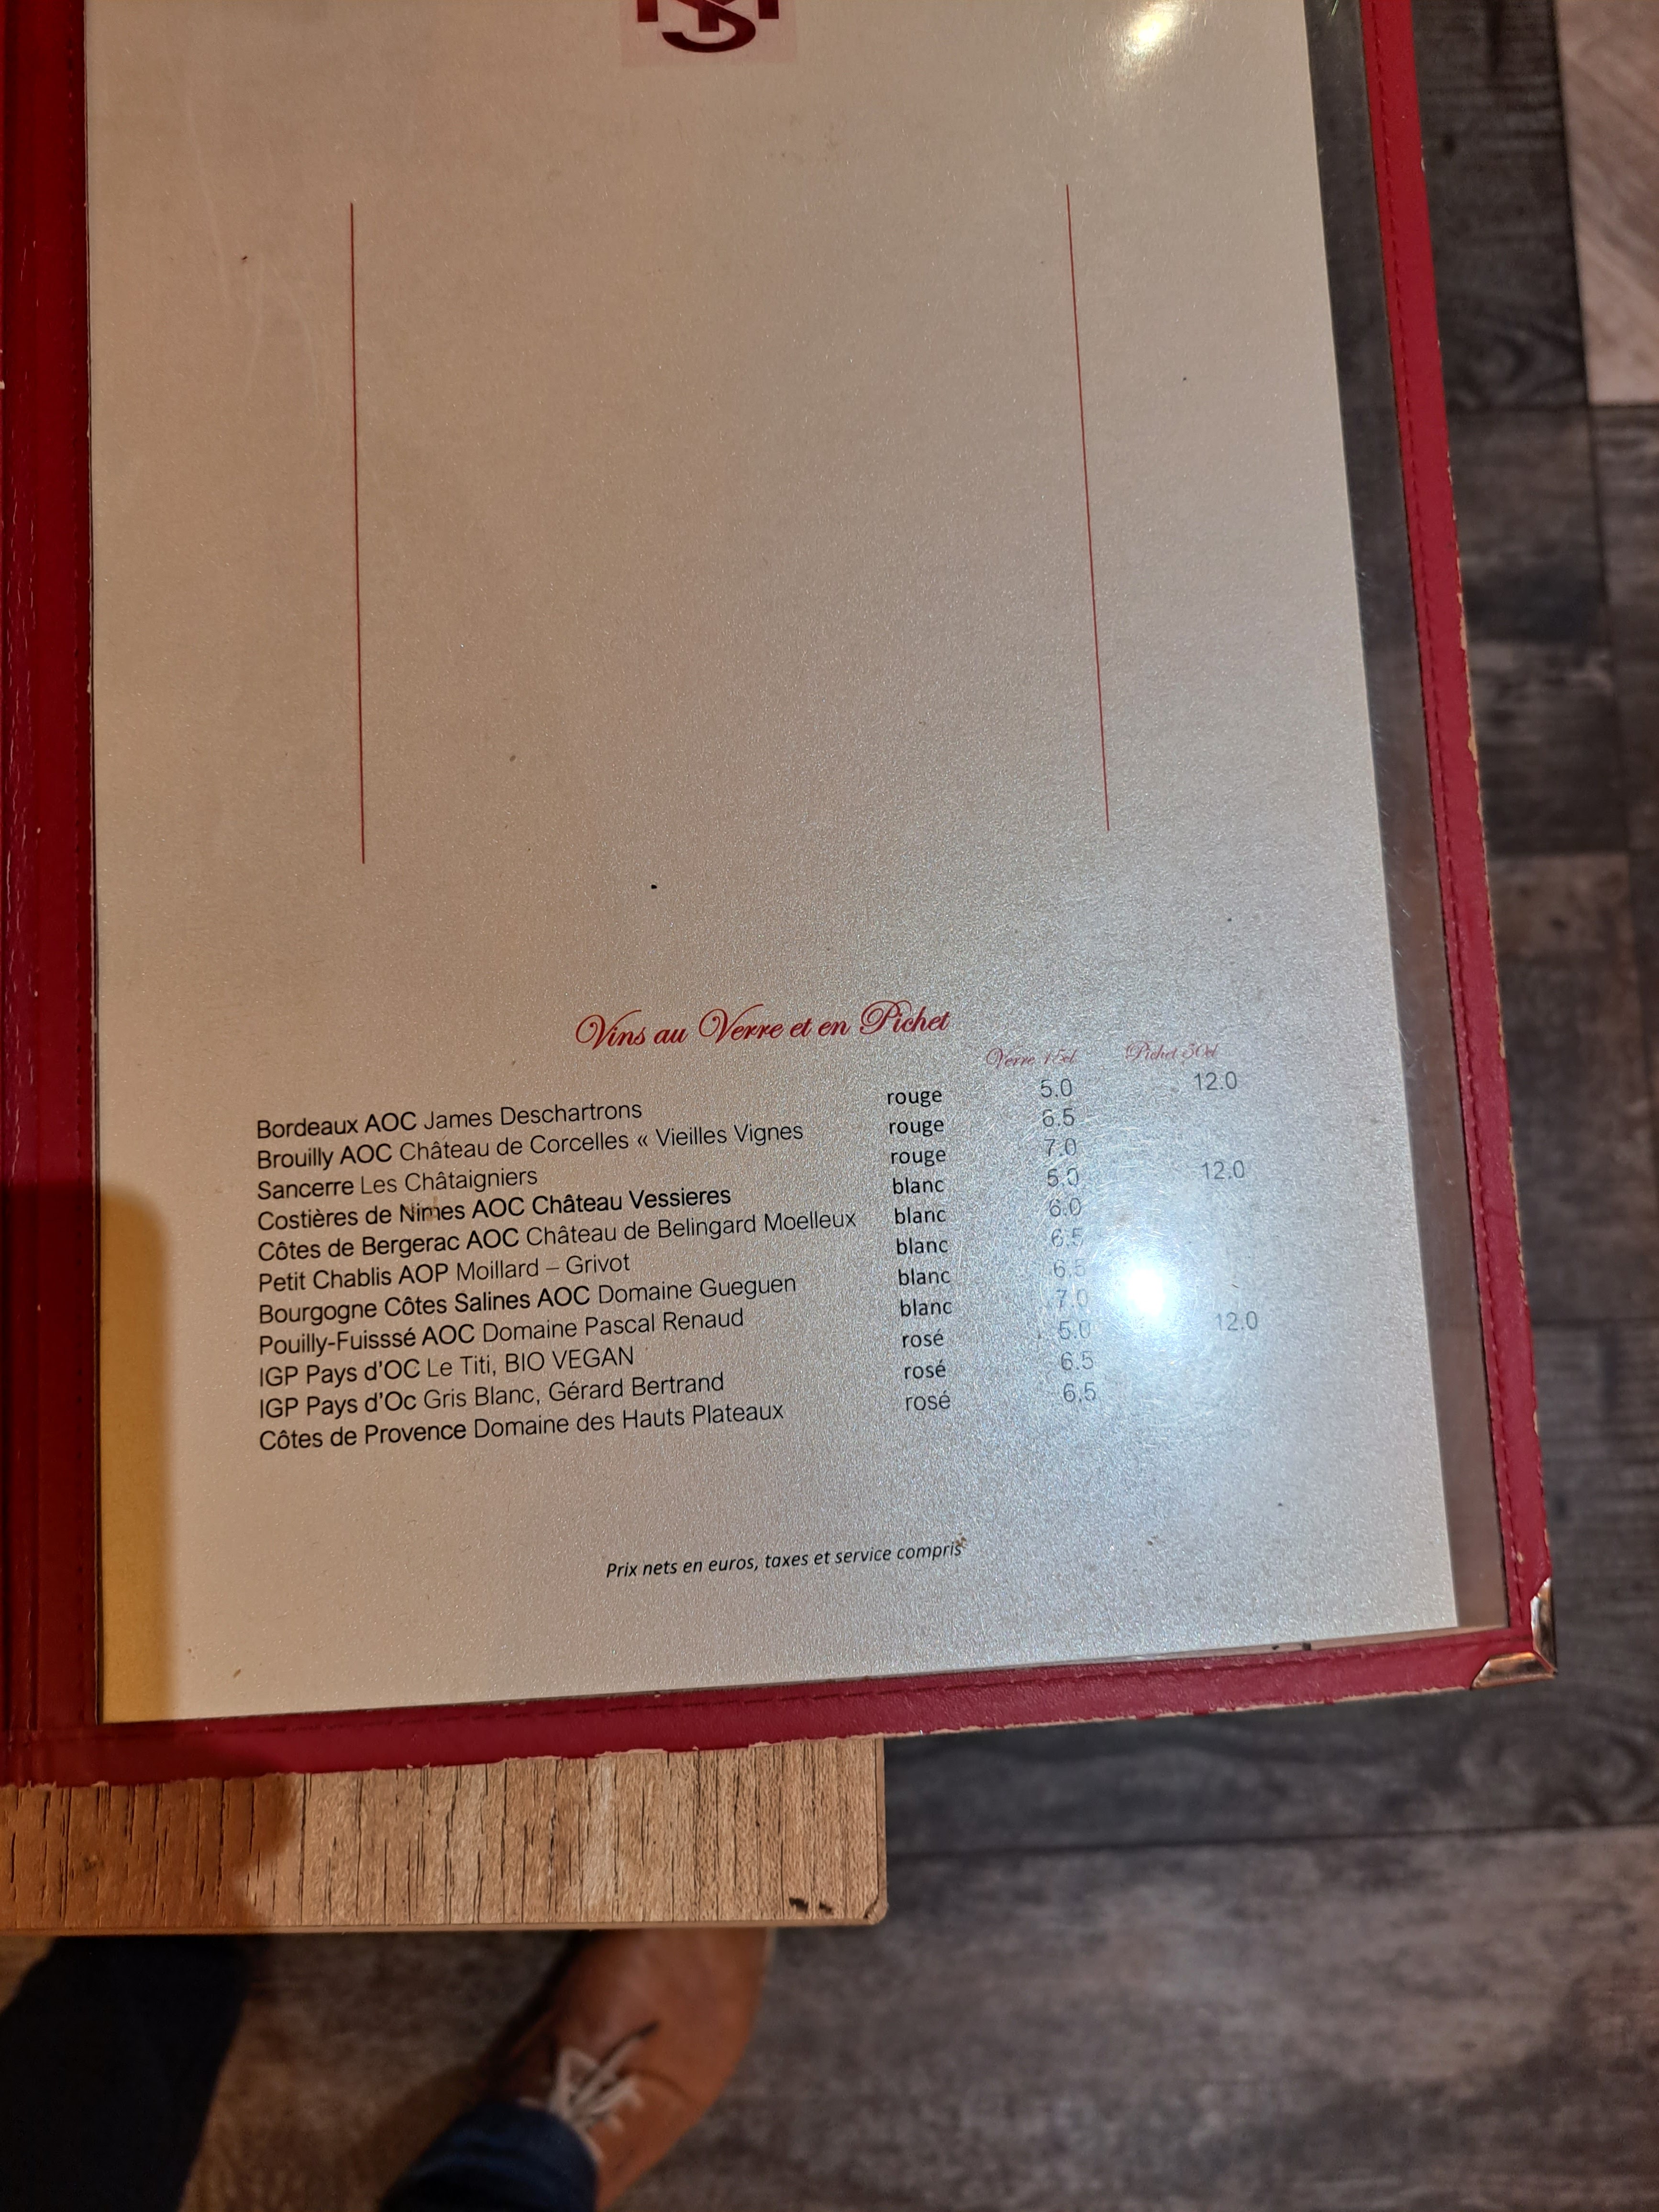 Vins au Verre et en Pichet
Verre 15cl Pichet 50cl
Bordeaux AOC James Deschartrons rouge 5.0 12.0
Brouilly AOC Château de Corcelles « Vieilles Vignes rouge 6.5
Sancerre Les Châtaigniers rouge 7.0
Costières de Nimes AOC Château Vessieres blanc 5.0 12.0
Côtes de Bergerac AOC Château de Belingard Moelleux blanc 6.0
Petit Chablis AOP Moillard – Grivot blanc 6.5
Bourgogne Côtes Salines AOC Domaine Gueguen blanc 6.5
Pouilly-Fuisssé AOC Domaine Pascal Renaud blanc 7.0
IGP Pays d'OC Le Titi, BIO VEGAN rosé 5.0 12.0
IGP Pays d'Oc Gris Blanc, Gérard Bertrand rosé 6.5
Côtes de Provence Domaine des Hauts Plateaux rosé 6.5
Prix nets en euros, taxes et service compris